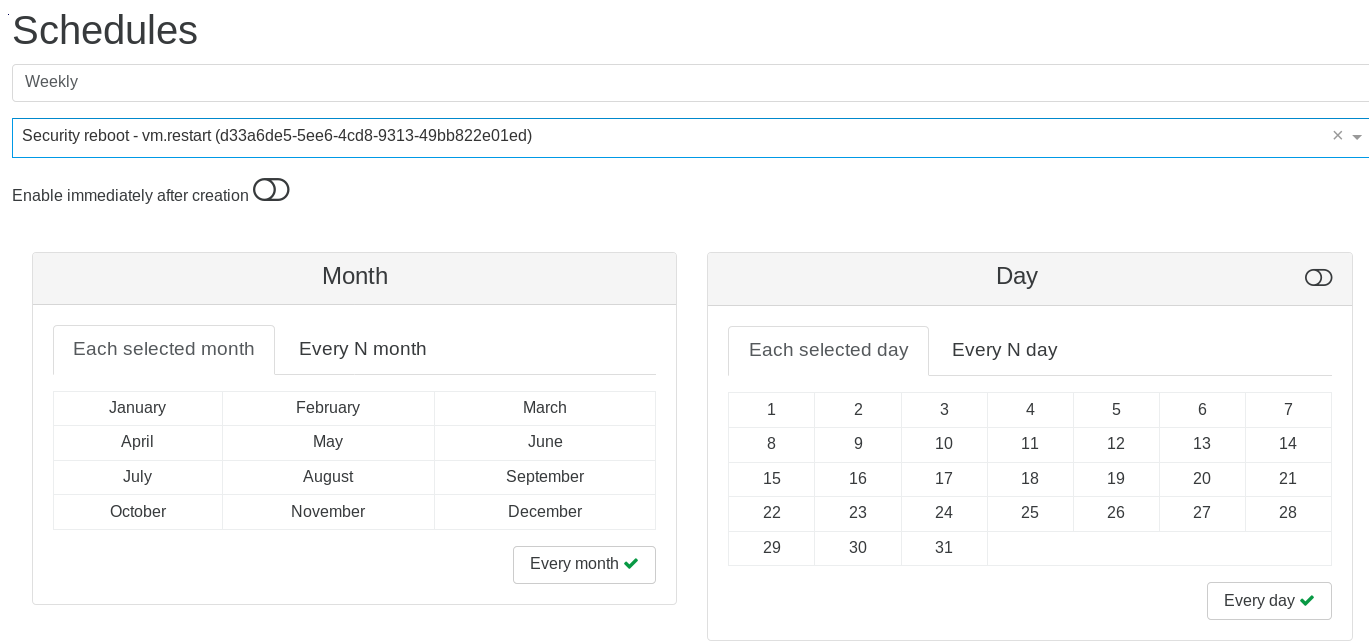 Schedules
Weekly
Security reboot - vm.restart (d33a6de5-5ee6-4cd8-9313-49bb822e01ed)
Enable immediately after creation
Month
Each selected month Every N month
January February March
April May June
July August September
October November December
Every month
Day
Each selected day Every N day
1 2 3 4 5 6 7
8 9 10 11 12 13 14
15 16 17 18 19 20 21
22 23 24 25 26 27 28
29 30 31
Every day